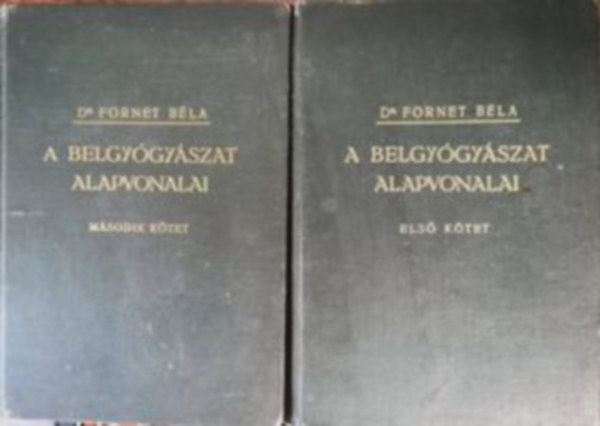 Dr FORNET BÉLA
A BELGYÓGYÁSZAT
ALAPVONALAI
MÁSODIK KÖTET
Dr FORNET BÉLA
A BELGYÓGYÁSZAT
ALAPVONALAI
ELSŐ KÖTET